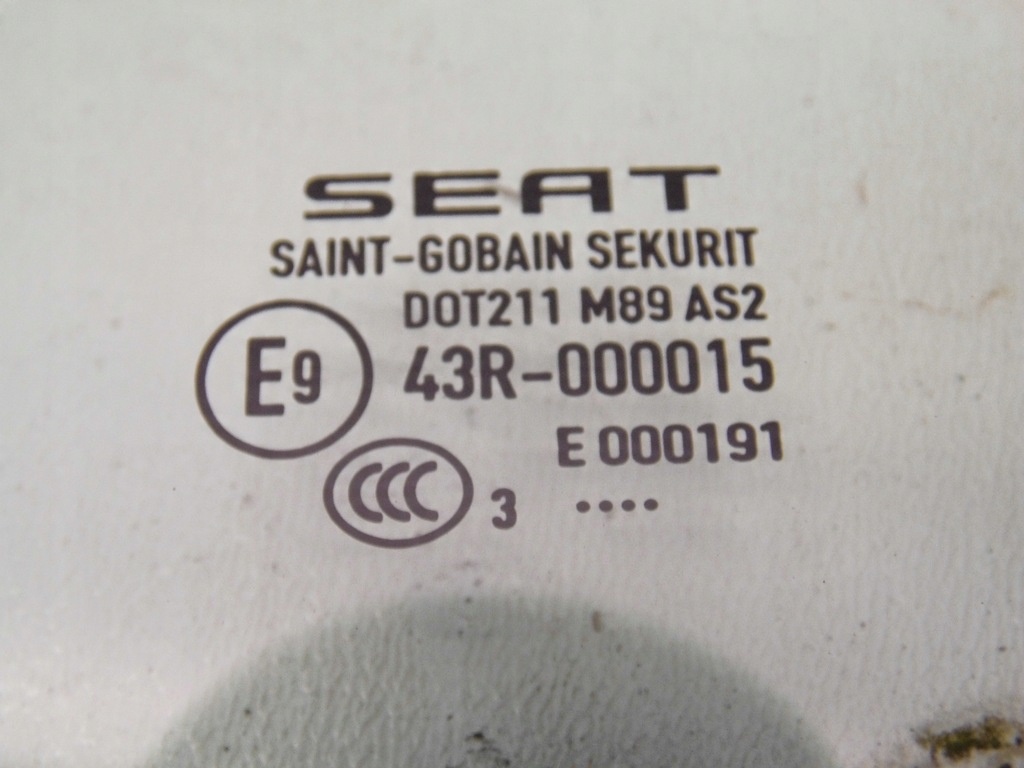 SEAT
SAINT-GOBAIN SEKURIT
DOT211 M89 AS2
E9 43R-000015
E 000191
CCC 3 ....